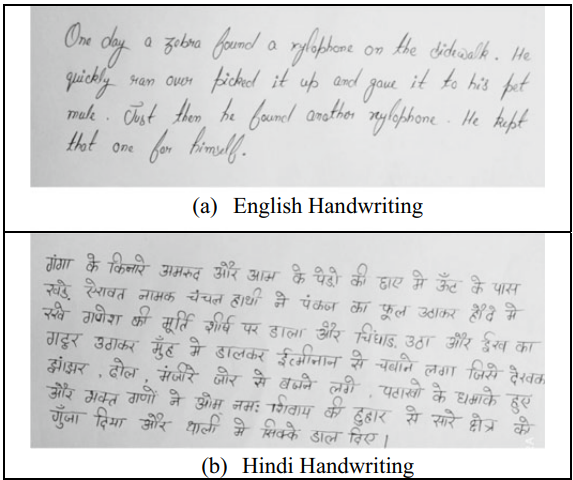 One day a zebra found a xylophone on the sidewalk. He
quickly ran over picked it up and gave it to his pet
mule. Just then he found another xylophone. He kept
that one for himself.
(a) English Handwriting
गंगा के किनारे अमरूद और आम के पेडो की छाए मे ऊँट के पास
खडे, ऐरावत नामक चंचल हाथी ने पंकज का फूल उठाकर हौदे मे
रखे गणेश की मूर्ति शीर्ष पर डाला और चिंघाड उठा और ईख का
गट्ठर उठाकर मुँह मे डालकर इत्मीनान से चबाने लगा जिसे देखकर
झांझर, ढोल, मंजीरे जोर से बजने लगे, पटाखो के धमाके हुए
और भक्त गणों ने ओम नमः शिवाय की दुहार से सारे क्षेत्र को
गुँजा दिया और थाली मे सिक्के डाल दिए।
(b) Hindi Handwriting